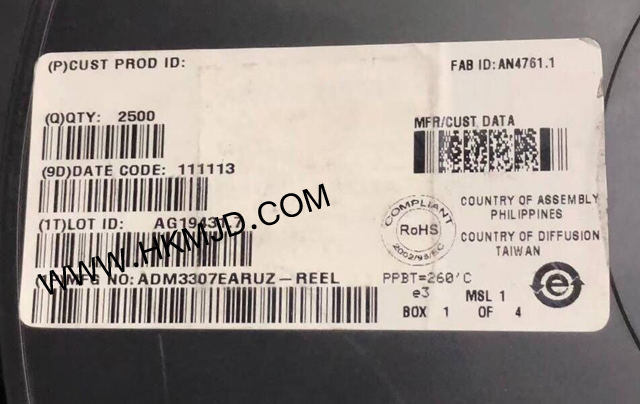 (P)CUST PROD ID:
FAB ID:AN4761.1
(Q)QTY: 2500
MFR/CUST DATA
(9D)DATE CODE: 111113
(1T)LOT ID:
COMPLIANT
RoHS
2002/95/EC
COUNTRY OF ASSEMBLY
PHILIPPINES
COUNTRY OF DIFFUSION
TAIWAN
WWW.HKMJD.COM
MFG NO:ADM3307EARUZ-REEL
PPBT=260'C
e3
MSL 1
BOX 1 OF 4
e